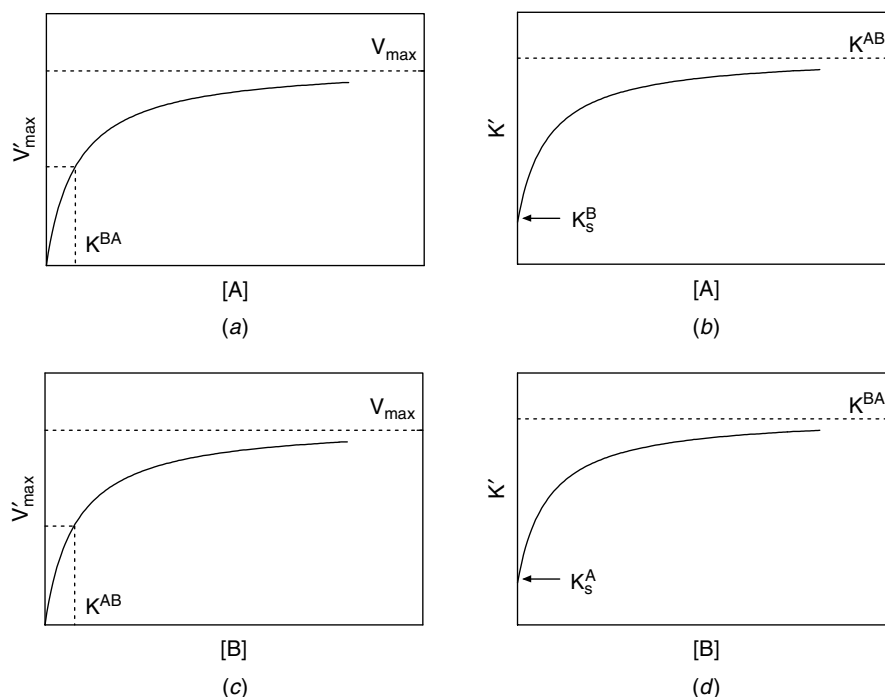 V_max
V′_max
K^BA
[A]
(a)
K^AB
K′
K_s^B
[A]
(b)
V_max
V′_max
K^AB
[B]
(c)
K^BA
K′
K_s^A
[B]
(d)